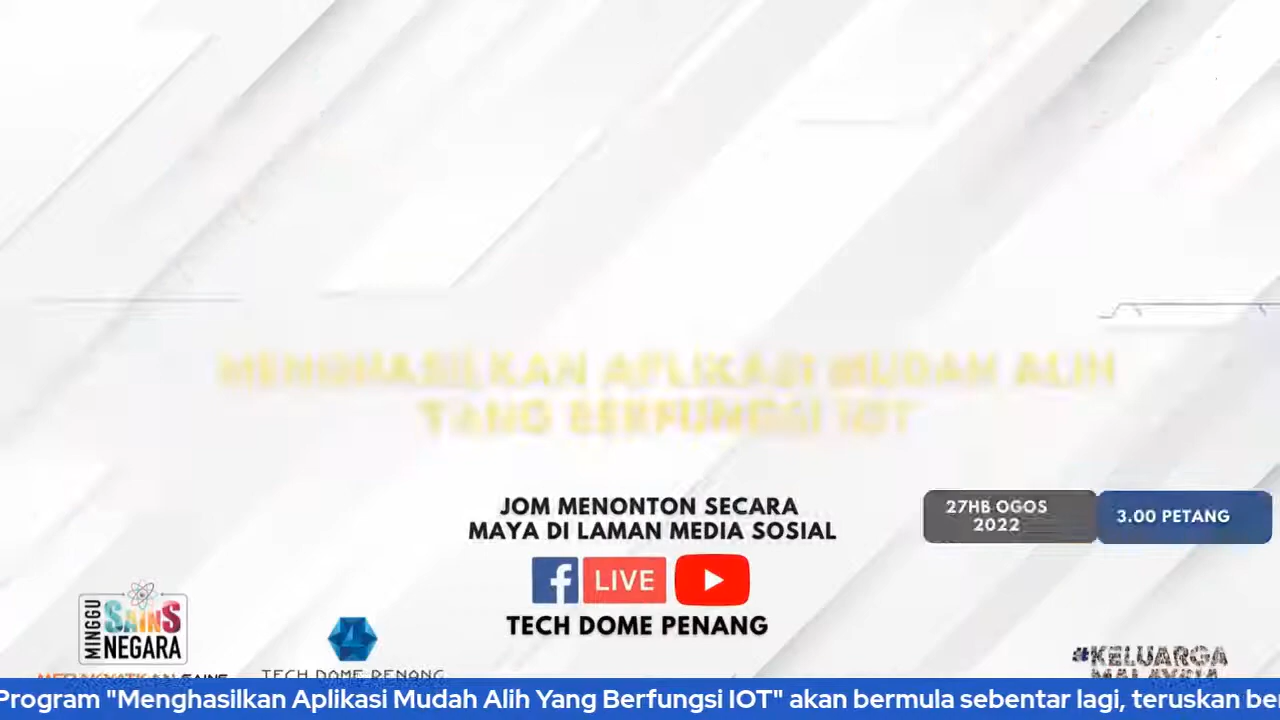 MENGHASILKAN APLIKASI MUDAH ALIH
YANG BERFUNGSI IOT
JOM MENONTON SECARA
MAYA DI LAMAN MEDIA SOSIAL
27HB OGOS
2022
3.00 PETANG
f LIVE
TECH DOME PENANG
MINGGU
SAINS
NEGARA
TECH DOME PENANG
#KELUARGA
MALAYSIA
Program "Menghasilkan Aplikasi Mudah Alih Yang Berfungsi IOT" akan bermula sebentar lagi, teruskan be